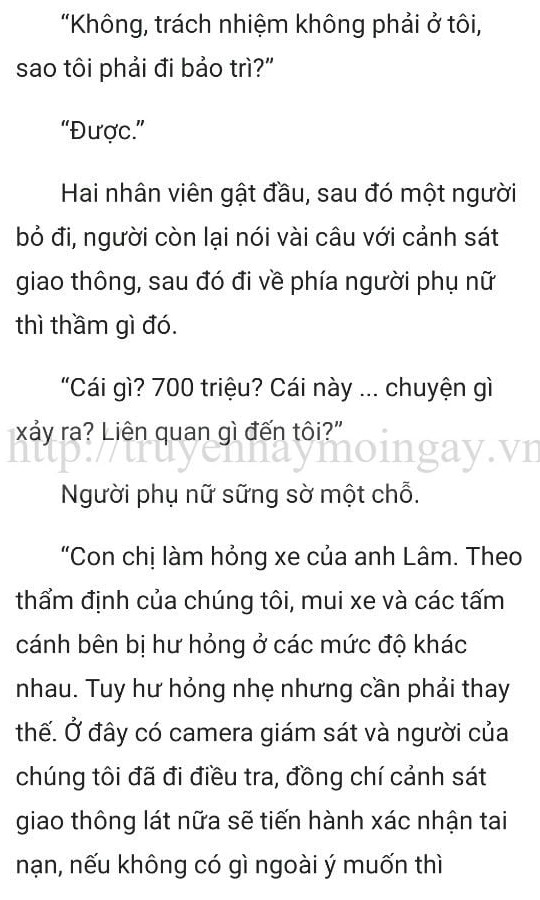 “Không, trách nhiệm không phải ở tôi,
sao tôi phải đi bảo trì?”
“Được.”
Hai nhân viên gật đầu, sau đó một người
bỏ đi, người còn lại nói vài câu với cảnh sát
giao thông, sau đó đi về phía người phụ nữ
thì thầm gì đó.
“Cái gì? 700 triệu? Cái này ... chuyện gì
xảy ra? Liên quan gì đến tôi?”
http://truyenhaymoingay.vn
Người phụ nữ sững sờ một chỗ.
“Con chị làm hỏng xe của anh Lâm. Theo
thẩm định của chúng tôi, mui xe và các tấm
cánh bên bị hư hỏng ở các mức độ khác
nhau. Tuy hư hỏng nhẹ nhưng cần phải thay
thế. Ở đây có camera giám sát và người của
chúng tôi đã đi điều tra, đồng chí cảnh sát
giao thông lát nữa sẽ tiến hành xác nhận tai
nạn, nếu không có gì ngoài ý muốn thì